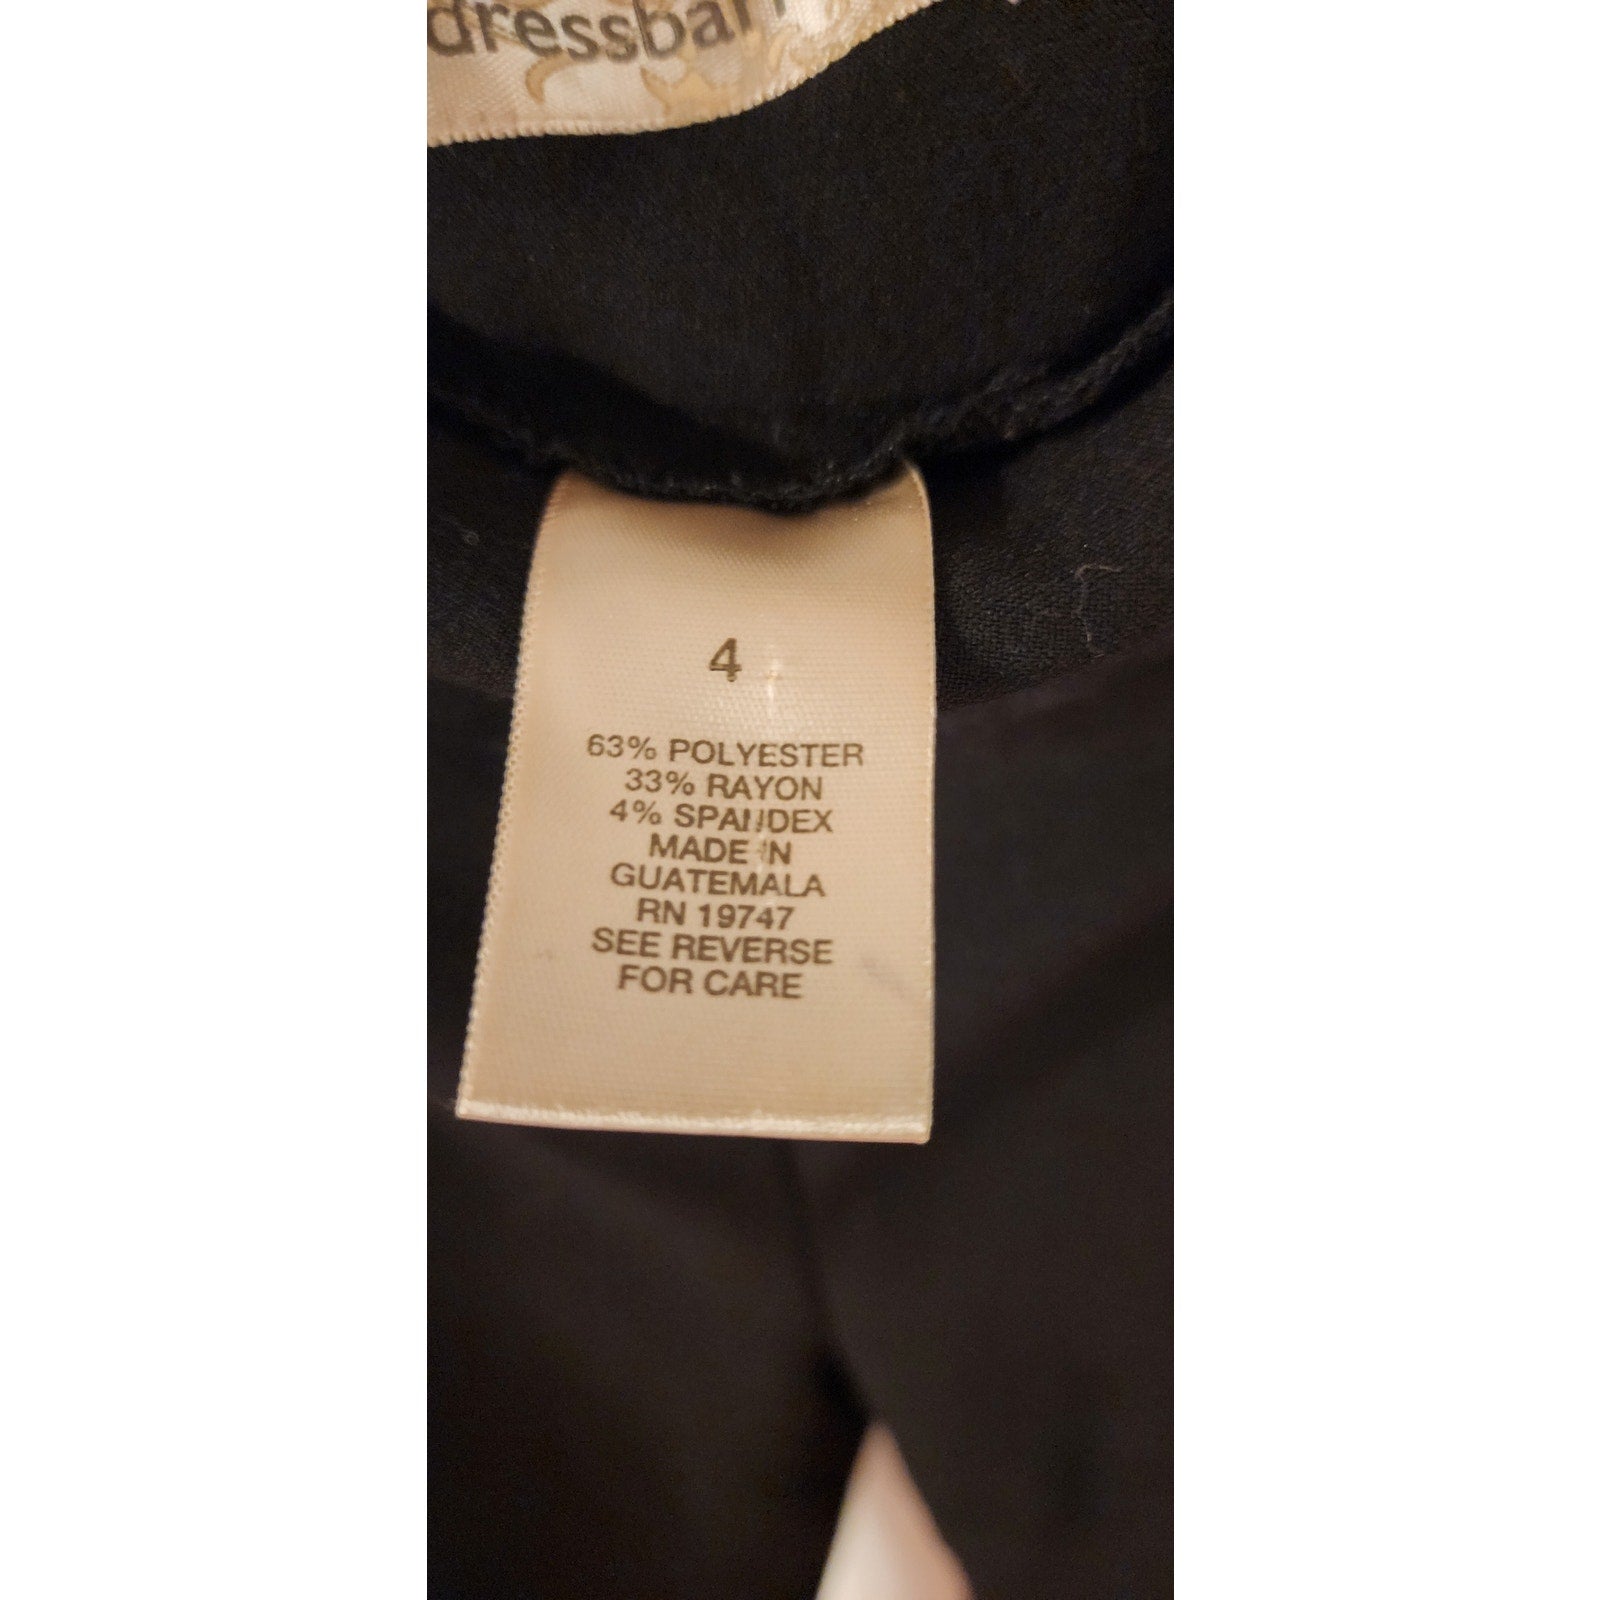 dressbar
4
63% POLYESTER
33% RAYON
4% SPANDEX
MADE IN
GUATEMALA
RN 19747
SEE REVERSE
FOR CARE